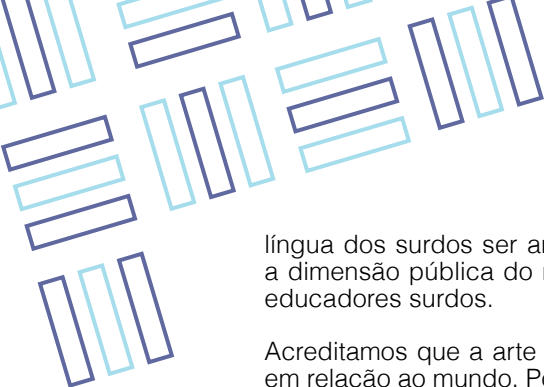 língua dos surdos ser
a dimensão pública do
educadores surdos.
Acreditamos que a arte
em relação ao mundo.